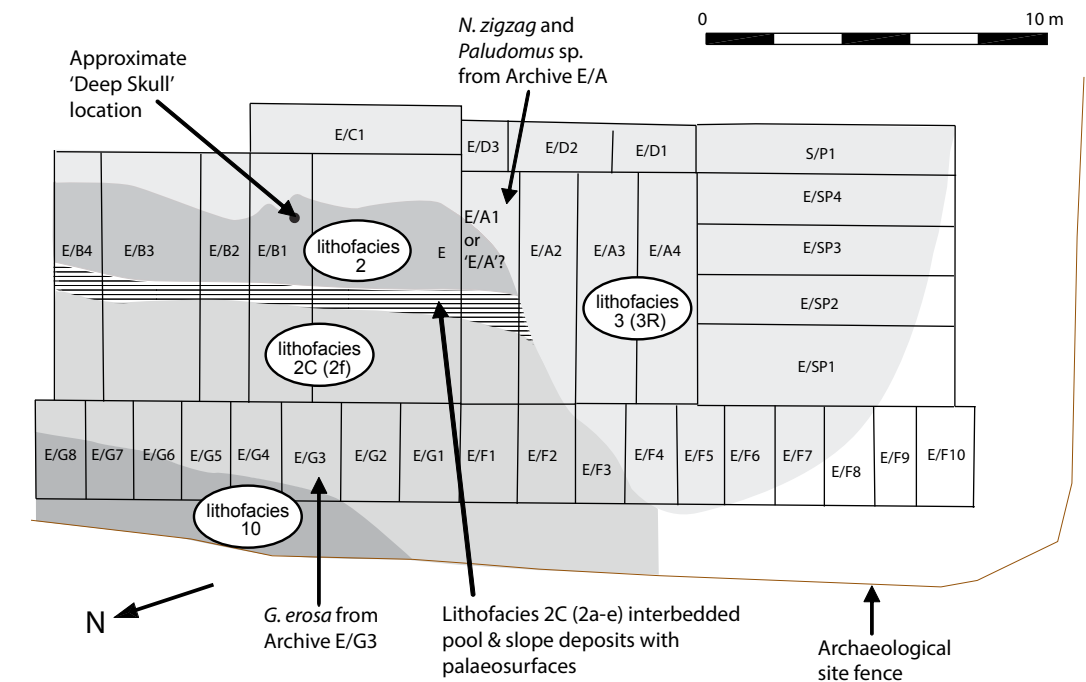 0 10 m
N. zigzag and
Paludomus sp.
from Archive E/A
Approximate
‘Deep Skull’
location
E/C1
E/D3 E/D2 E/D1 S/P1
E/SP4
E/A1
or
‘E/A’?
E/B4 E/B3 E/B2 E/B1
lithofacies
2
E
E/A2 E/A3 E/A4
E/SP3
lithofacies
3 (3R)
E/SP2
lithofacies
2C (2f)
E/SP1
E/G8 E/G7 E/G6 E/G5 E/G4 E/G3 E/G2 E/G1 E/F1 E/F2 E/F3 E/F4 E/F5 E/F6 E/F7 E/F8 E/F9 E/F10
lithofacies
10
N
G. erosa from
Archive E/G3
Lithofacies 2C (2a-e) interbedded
pool & slope deposits with
palaeosurfaces
Archaeological
site fence